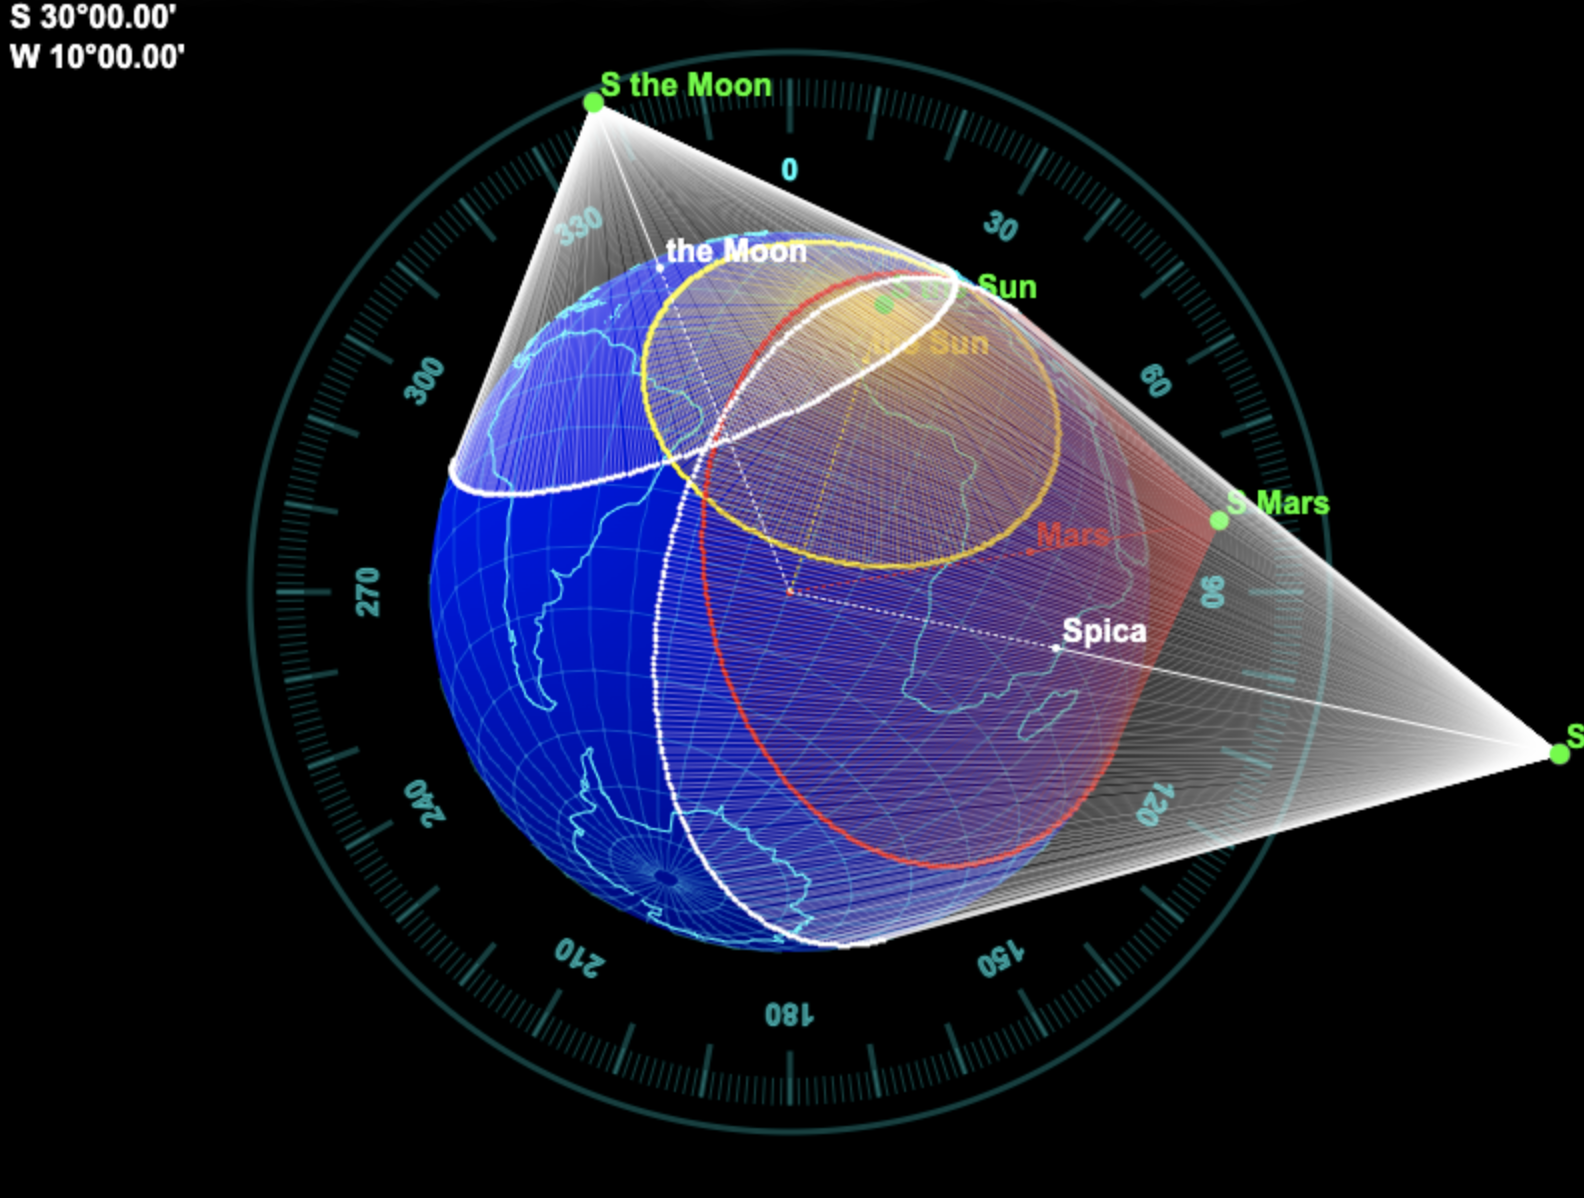 S 30°00.00'
W 10°00.00'
S the Moon
0
330
30
the Moon
S the Sun
the Sun
300
60
S Mars
Mars
270
90
Spica
S
240
120
210
150
180